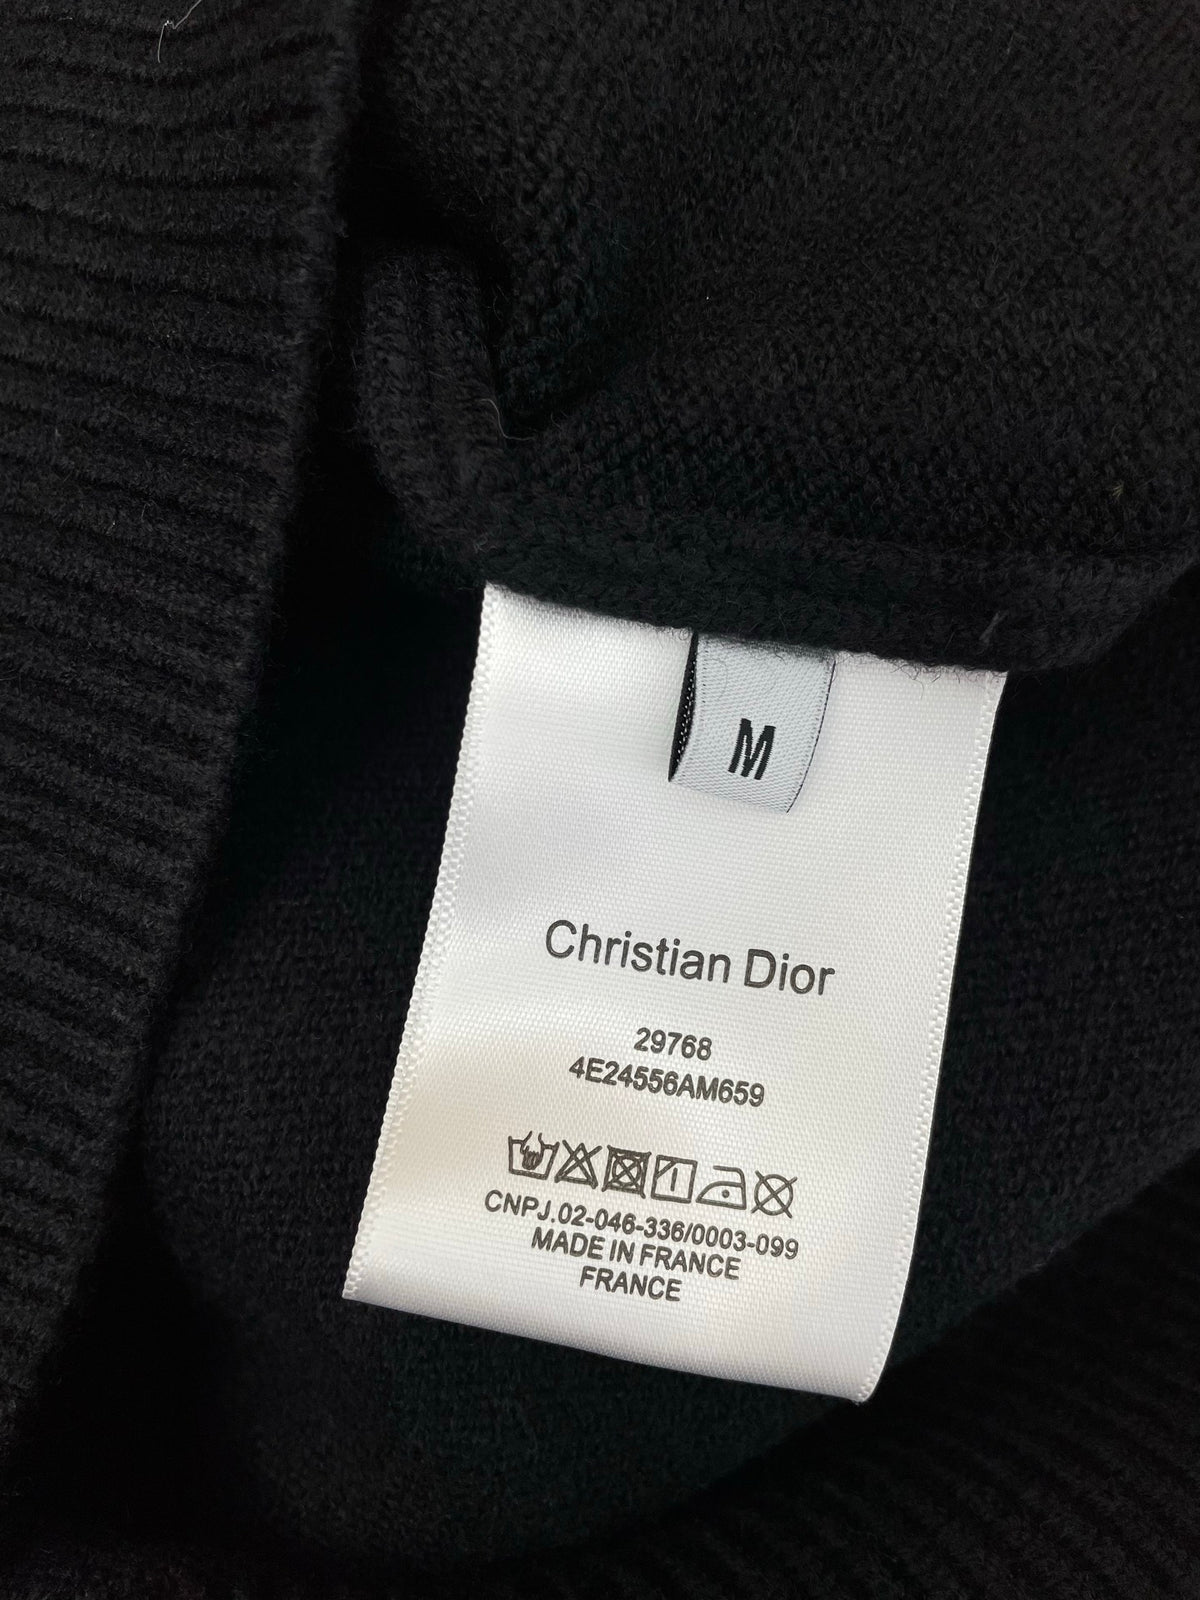 M
Christian Dior
29768
4E24556AM659
CNPJ.02-046-336/0003-099
MADE IN FRANCE
FRANCE